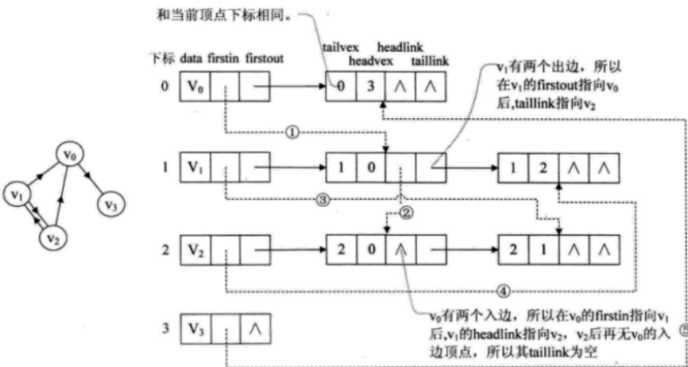 和当前顶点下标相同。
tailvex headlink
headvex taillink
下标 data firstin firstout
0 V₀ 0 3 ∧ ∧
v₁有两个出边，所以
在v₁的firstout指向v₀
后,taillink指向v₂
①
v₀
1 V₁ 1 0 1 2 ∧ ∧
v₁
③
v₃
②
v₂
2 V₂ 2 0 ∧ 2 1 ∧ ∧
④
v₀有两个入边，所以在v₀的firstin指向v₁
后,v₁的headlink指向v₂，v₂后再无v₀的入
边顶点，所以其taillink为空
3 V₃ ∧